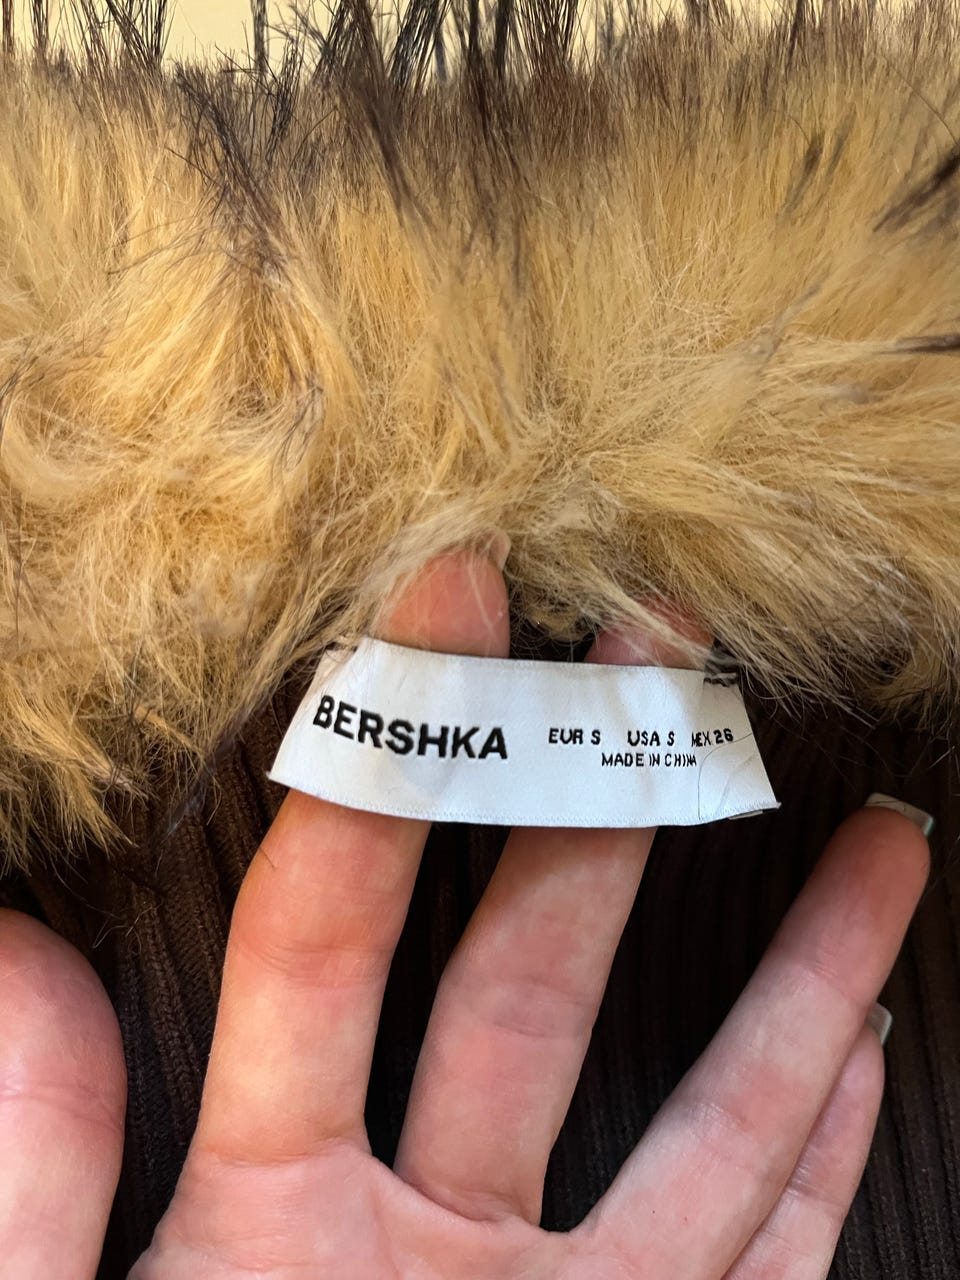 BERSHKA
EUR S USA S MEX 26
MADE IN CHINA